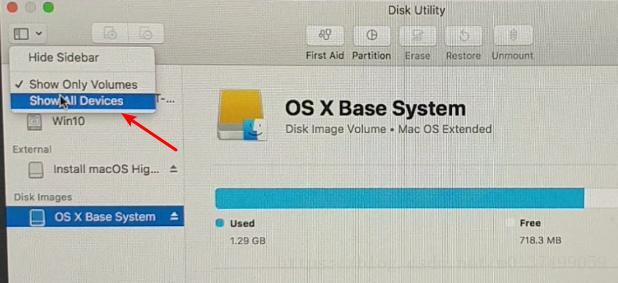 Disk Utility
Hide Sidebar
First Aid Partition Erase Restore Unmount
✓ Show Only Volumes
Show All Devices
T-...
Win10
OS X Base System
Disk Image Volume • Mac OS Extended
External
Install macOS Hig...
Disk Images
OS X Base System
Used
1.29 GB
Free
718.3 MB